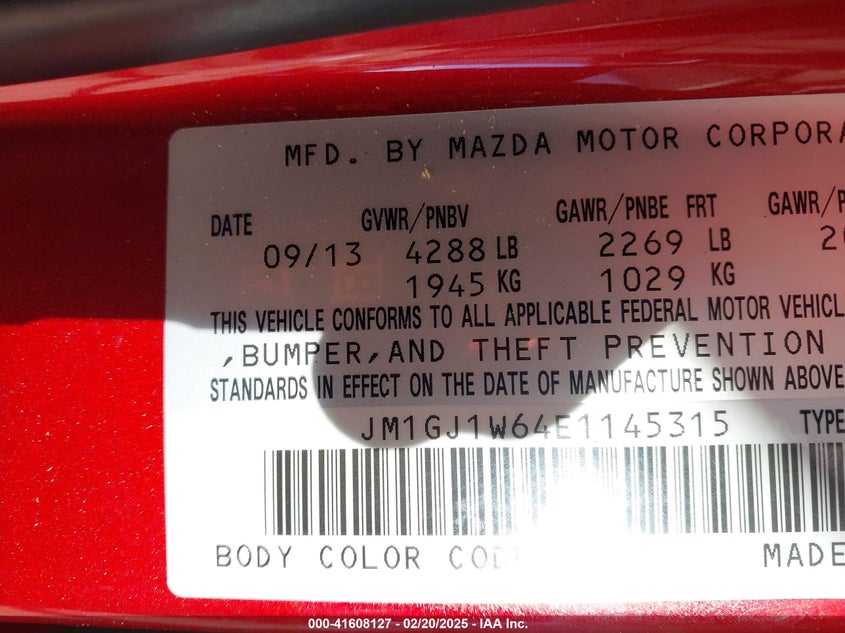 MFD. BY MAZDA MOTOR CORPORA
DATE GVWR/PNBV GAWR/PNBE FRT GAWR/P
09/13 4288 LB 2269 LB 20
1945 KG 1029 KG
THIS VEHICLE CONFORMS TO ALL APPLICABLE FEDERAL MOTOR VEHICL
,BUMPER,AND THEFT PREVENTION
STANDARDS IN EFFECT ON THE DATE OF MANUFACTURE SHOWN ABOVE
JM1GJ1W64E1145315 TYPE
BODY COLOR COD
MADE
000-41608127 - 02/20/2025 - IAA Inc.